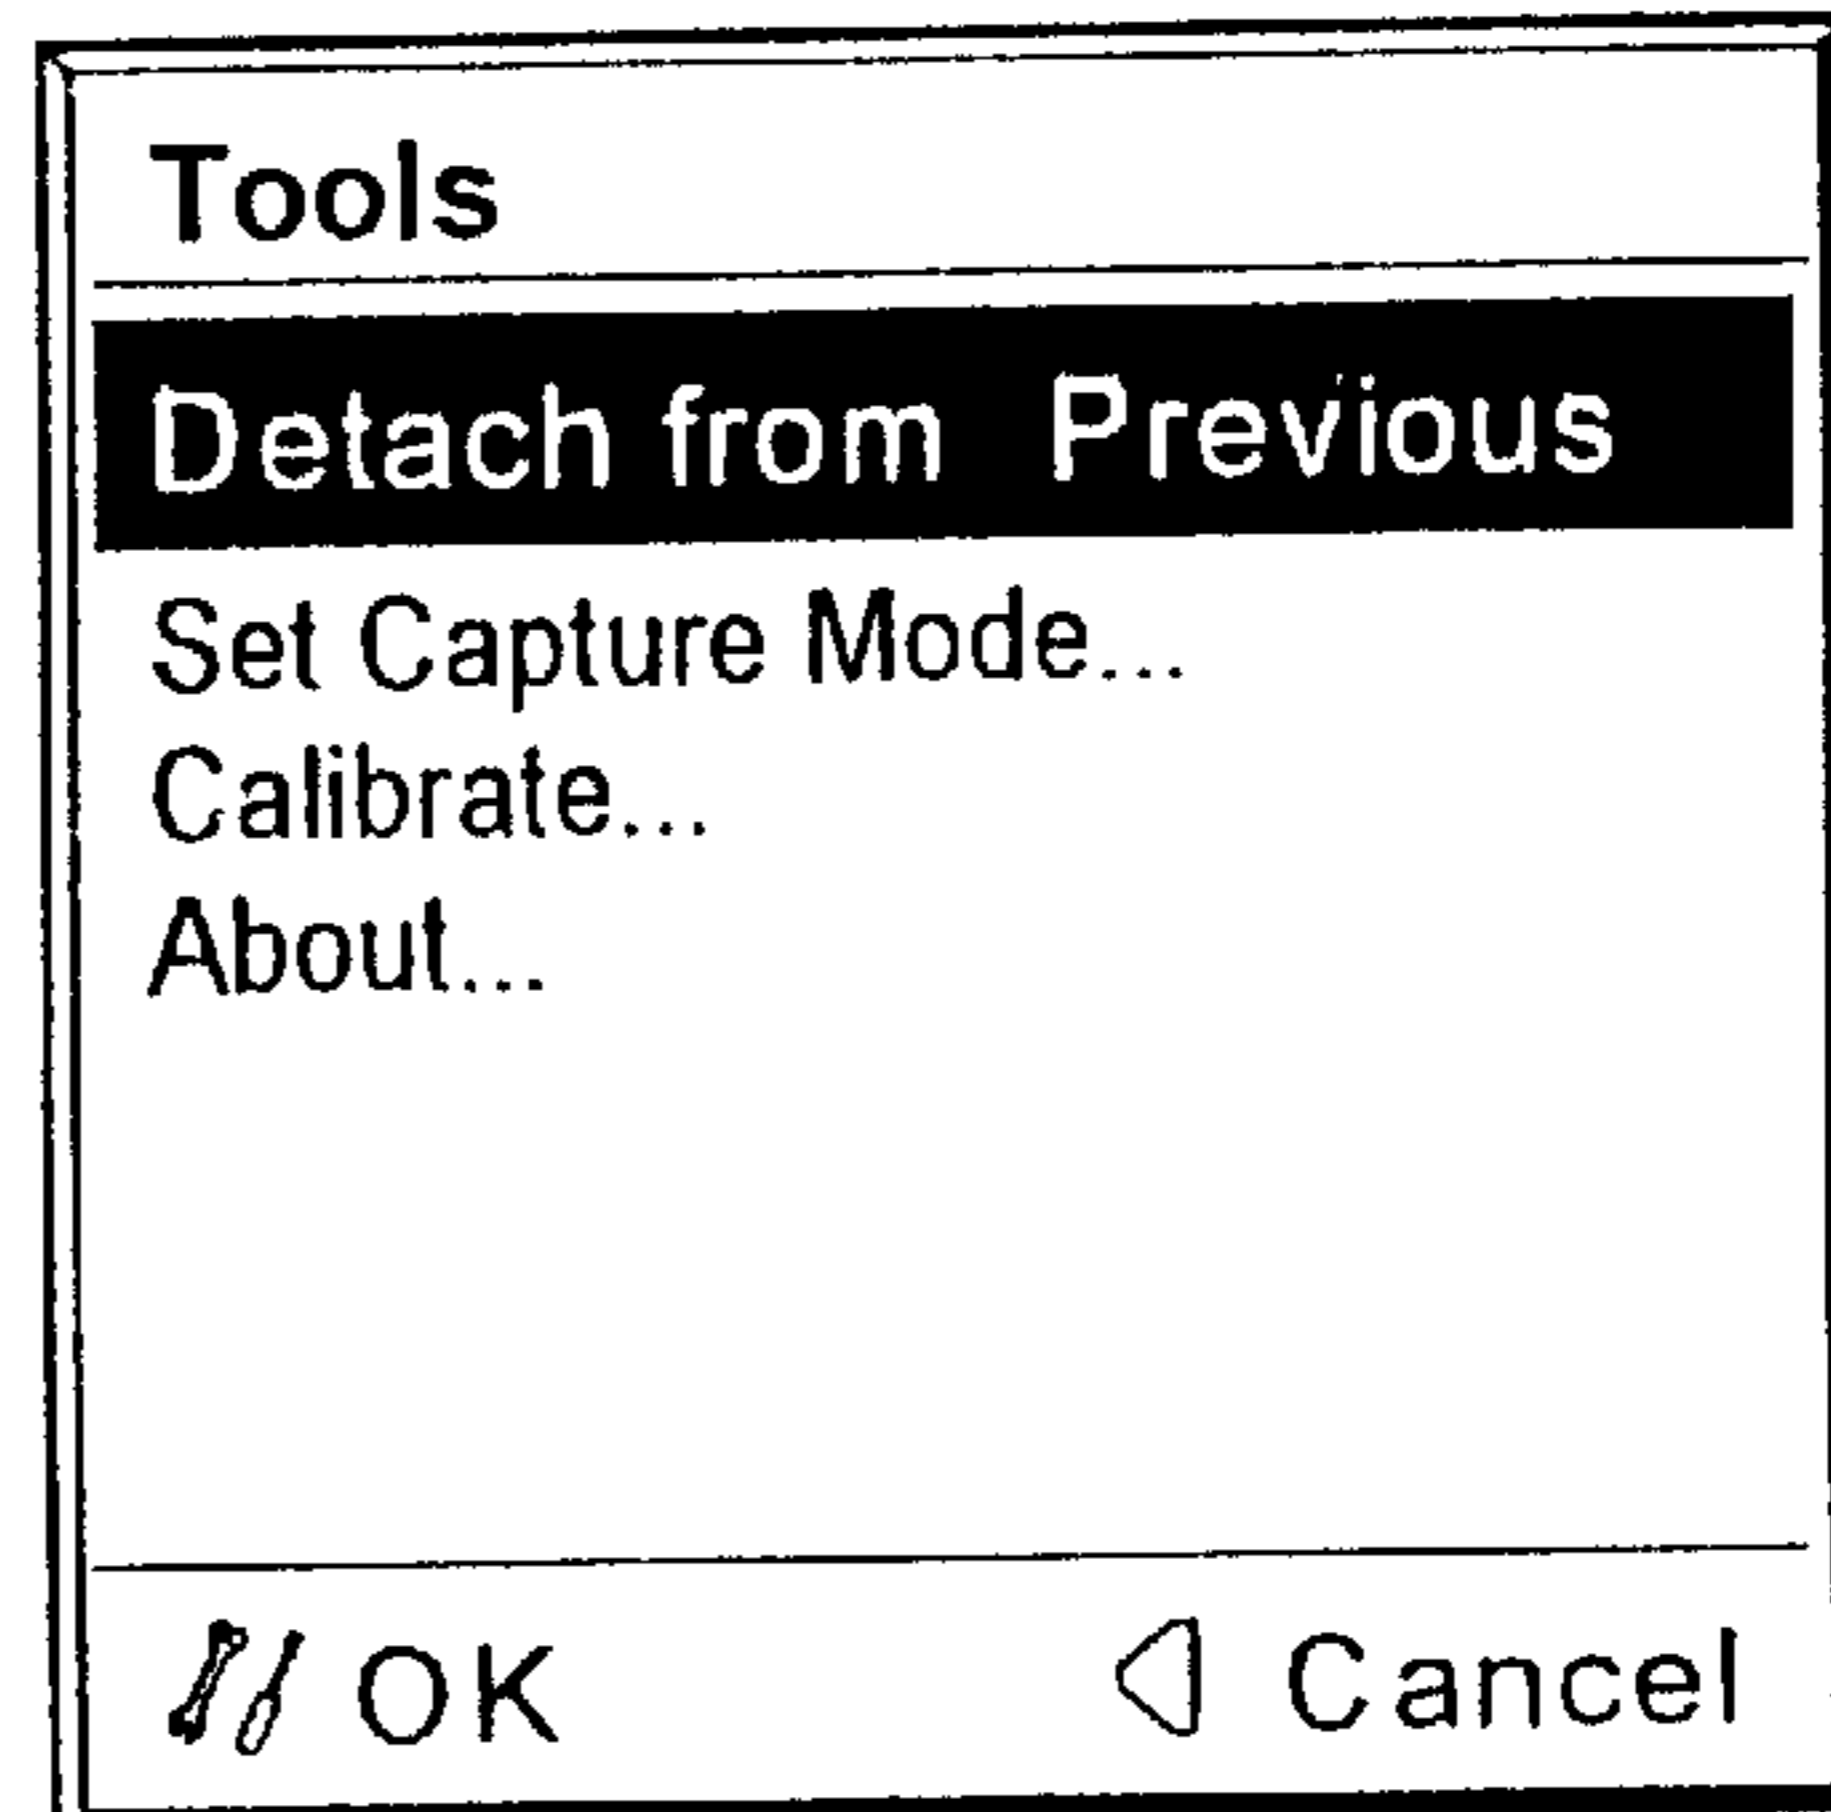 Tools
Detach from Previous
Set Capture Mode...
Calibrate...
About...
OK Cancel